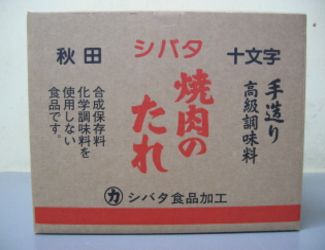 秋田
シバタ
十文字
手造り
高級調味料
焼肉の
たれ
合成保存料
化学調味料を
使用しない
食品です。
カ シバタ食品加工